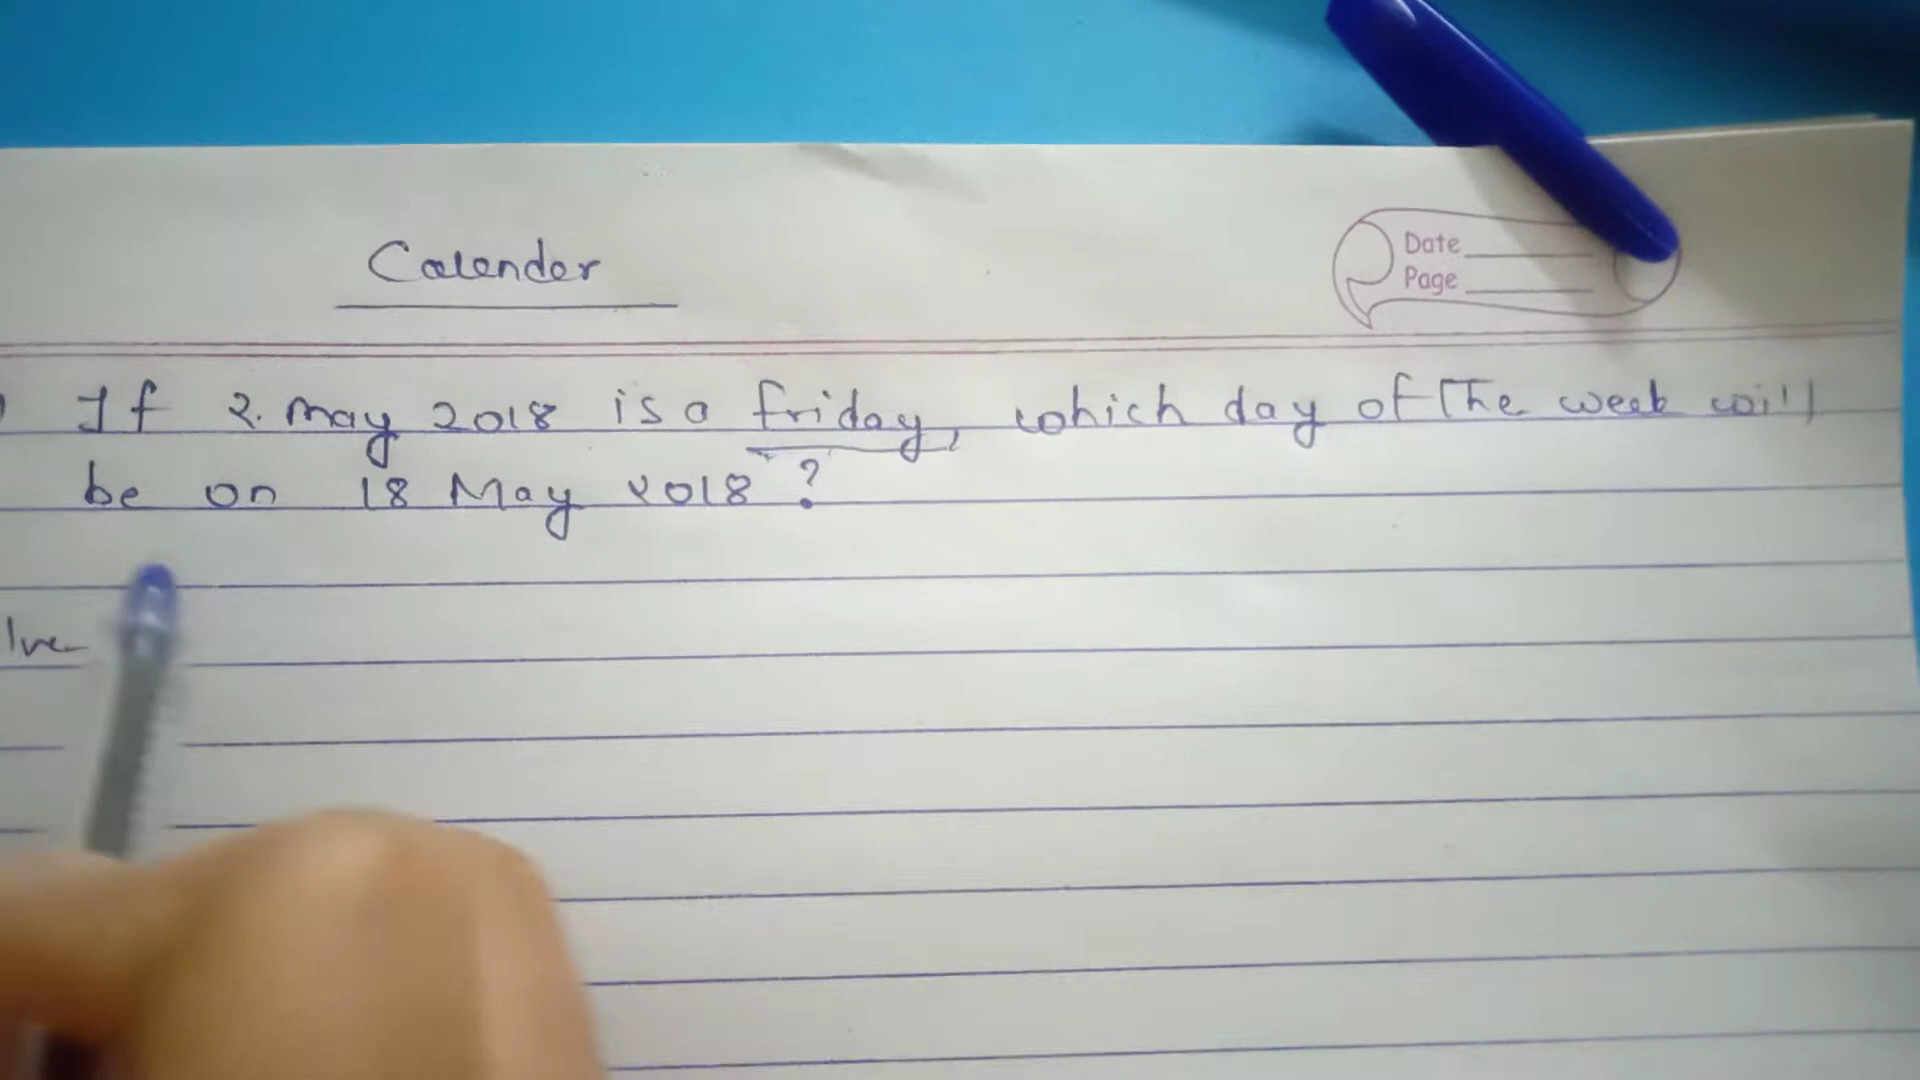 Calender
Date
Page
If 2. may 2018 is a friday, which day of The week will
be on 18 May 2018 ?
lve